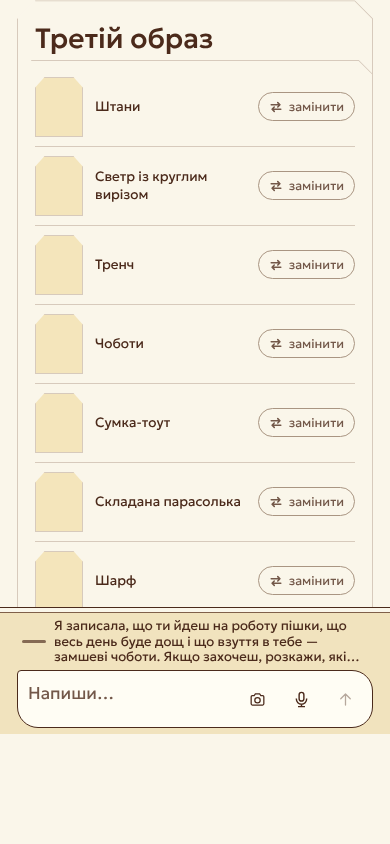 Третій образ
Штани
замінити
Светр із круглим
вирізом
замінити
Тренч
замінити
Чоботи
замінити
Сумка-тоут
замінити
Складана парасолька
замінити
Шарф
замінити
Я записала, що ти йдеш на роботу пішки, що
весь день буде дощ і що взуття в тебе —
замшеві чоботи. Якщо захочеш, розкажи, які…
Напиши…